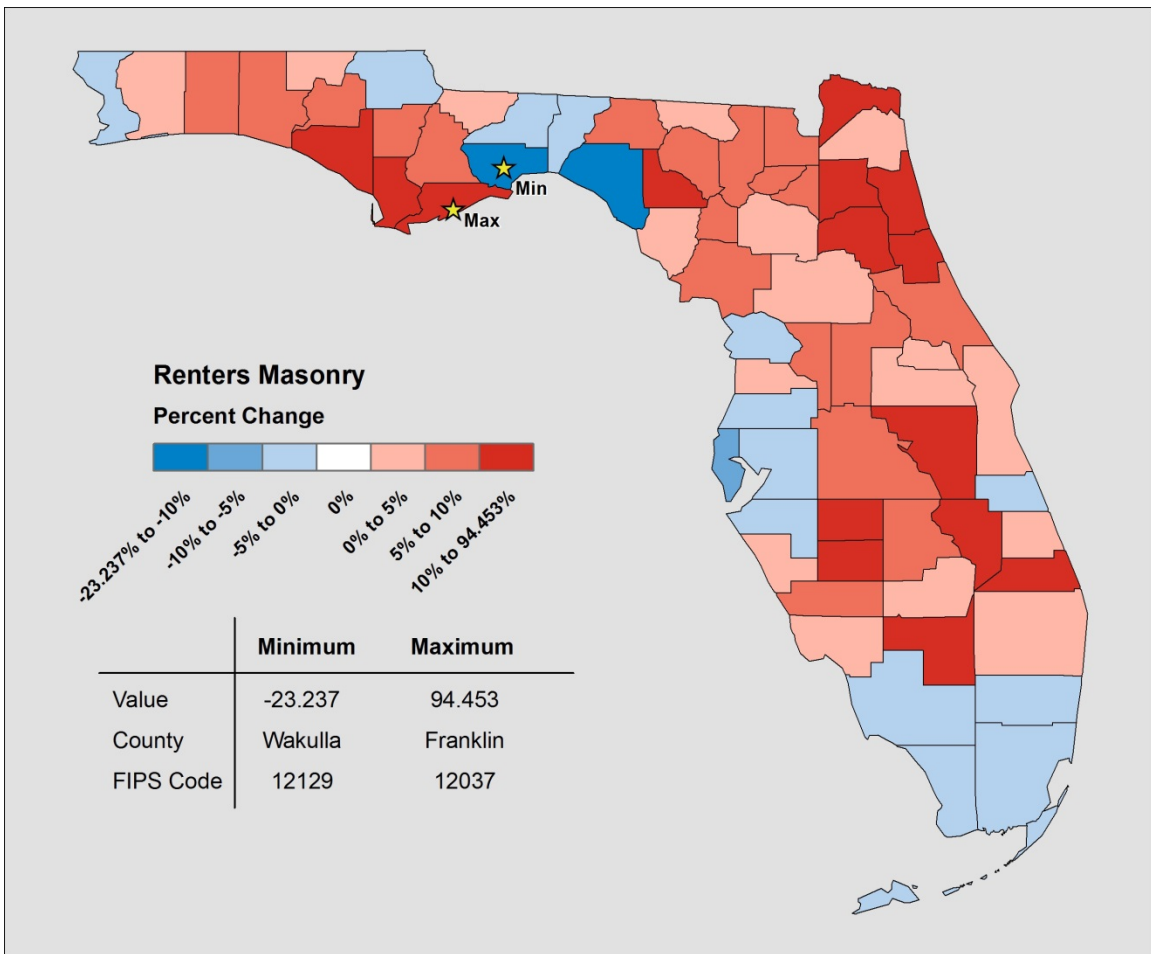 Min
Max
Renters Masonry
Percent Change
-23.237% to -10%
-10% to -5%
-5% to 0%
0%
0% to 5%
5% to 10%
10% to 94.453%
Minimum Maximum
Value -23.237 94.453
County Wakulla Franklin
FIPS Code 12129 12037